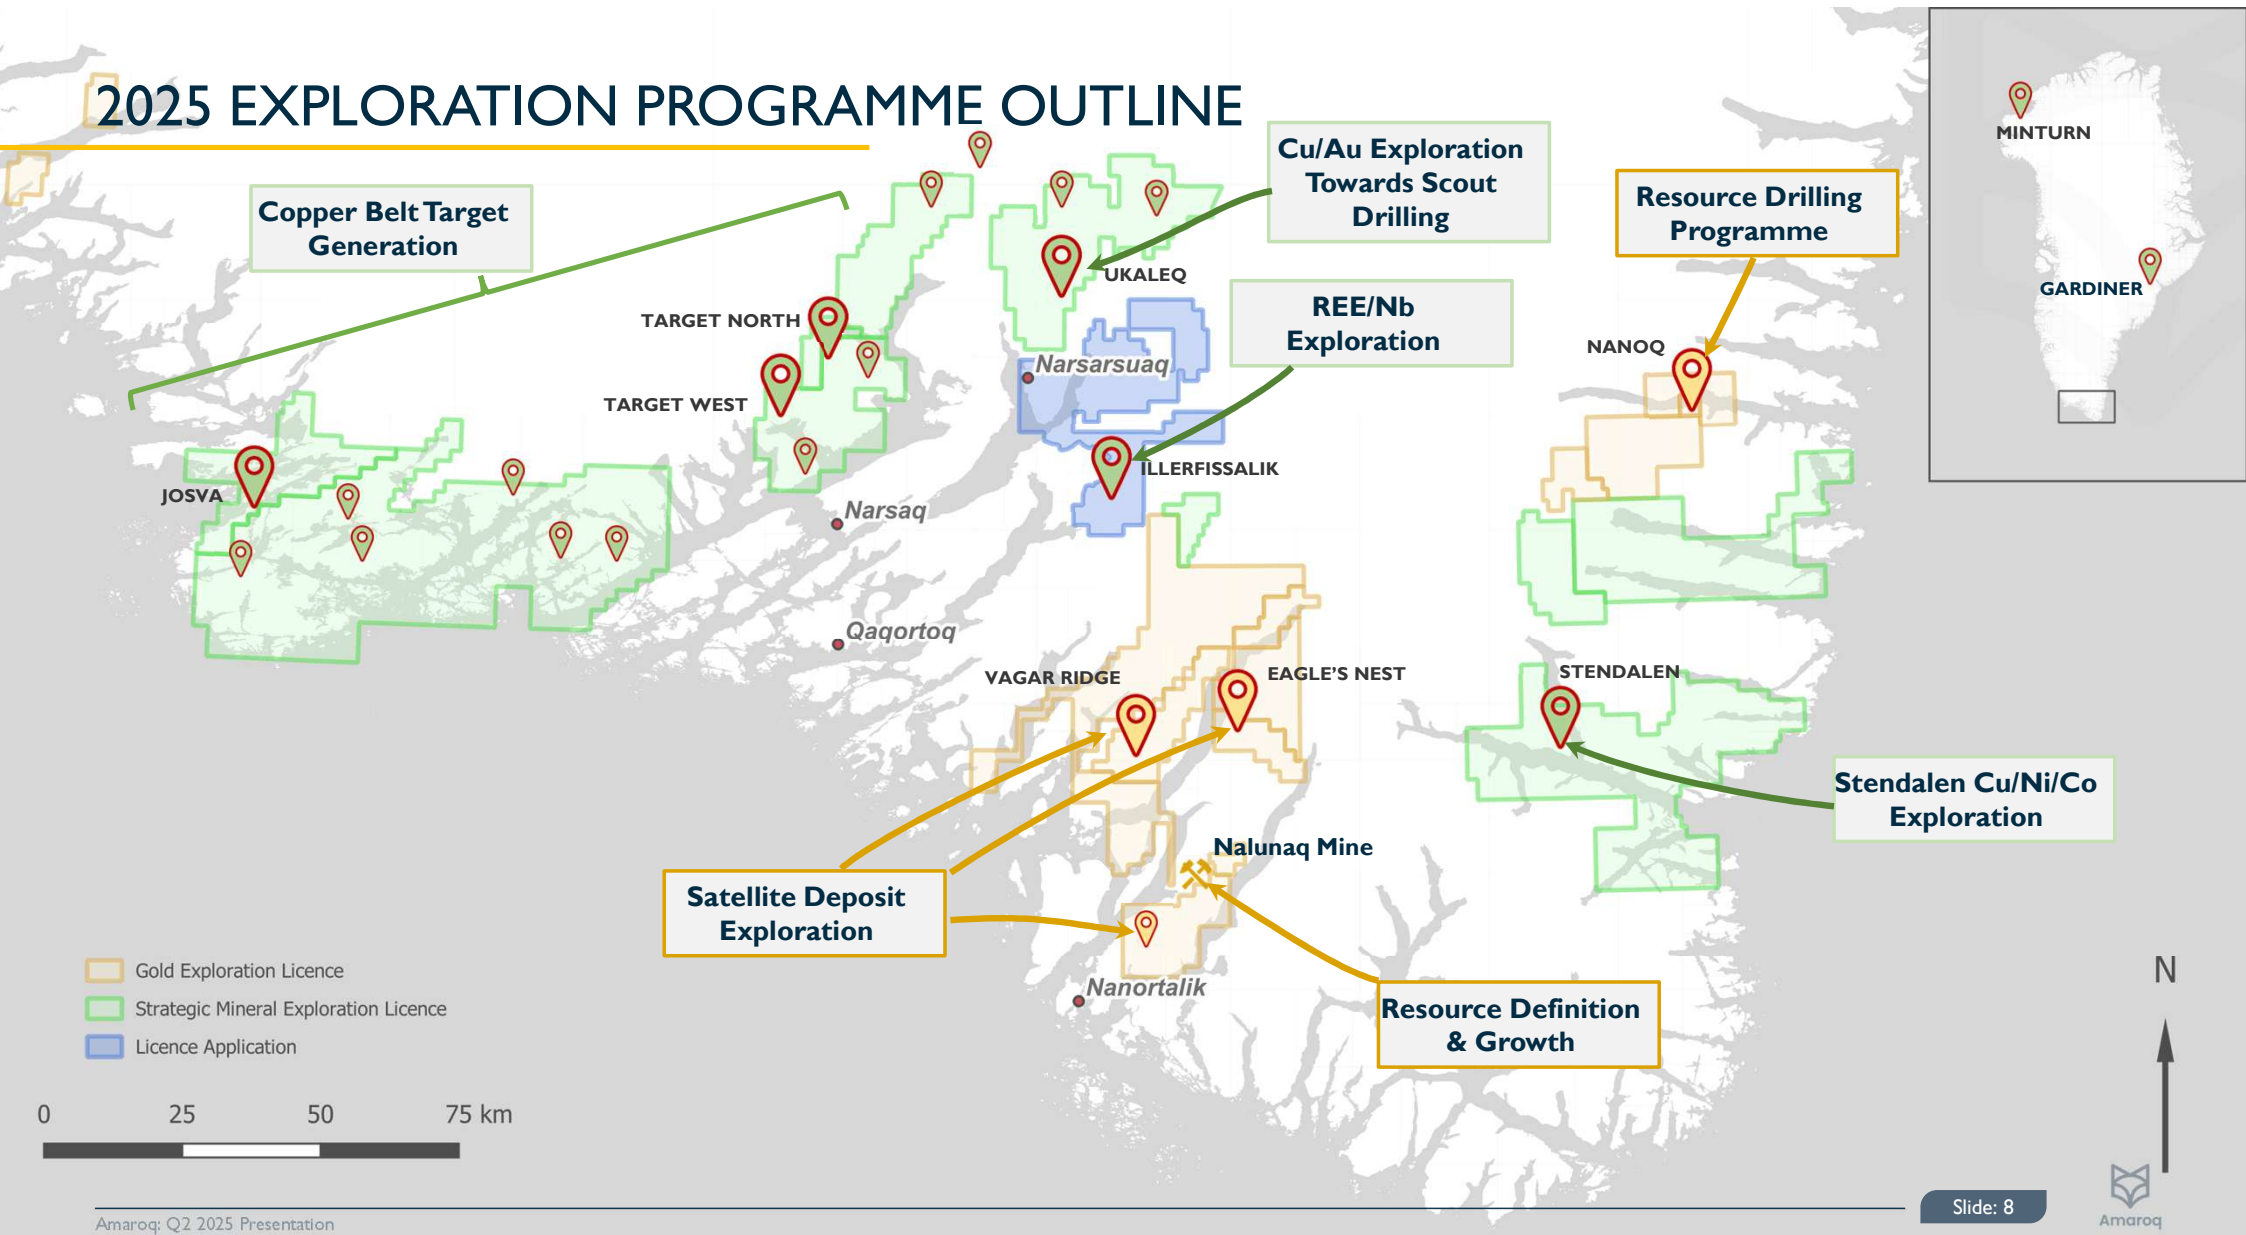 2025 EXPLORATION PROGRAMME OUTLINE
Copper Belt Target
Generation
Cu/Au Exploration
Towards Scout
Drilling
Resource Drilling
Programme
MINTURN
GARDINER
UKALEQ
REE/Nb
Exploration
TARGET NORTH
NANOQ
Narsarsuaq
TARGET WEST
ILLERFISSALIK
JOSVA
Narsaq
Qaqortoq
VAGAR RIDGE
EAGLE'S NEST
STENDALEN
Stendalen Cu/Ni/Co
Exploration
Nalunaq Mine
Satellite Deposit
Exploration
Nanortalik
Resource Definition
& Growth
Gold Exploration Licence
Strategic Mineral Exploration Licence
Licence Application
0 25 50 75 km
N
Amaroq: Q2 2025 Presentation
Slide: 8
Amaroq